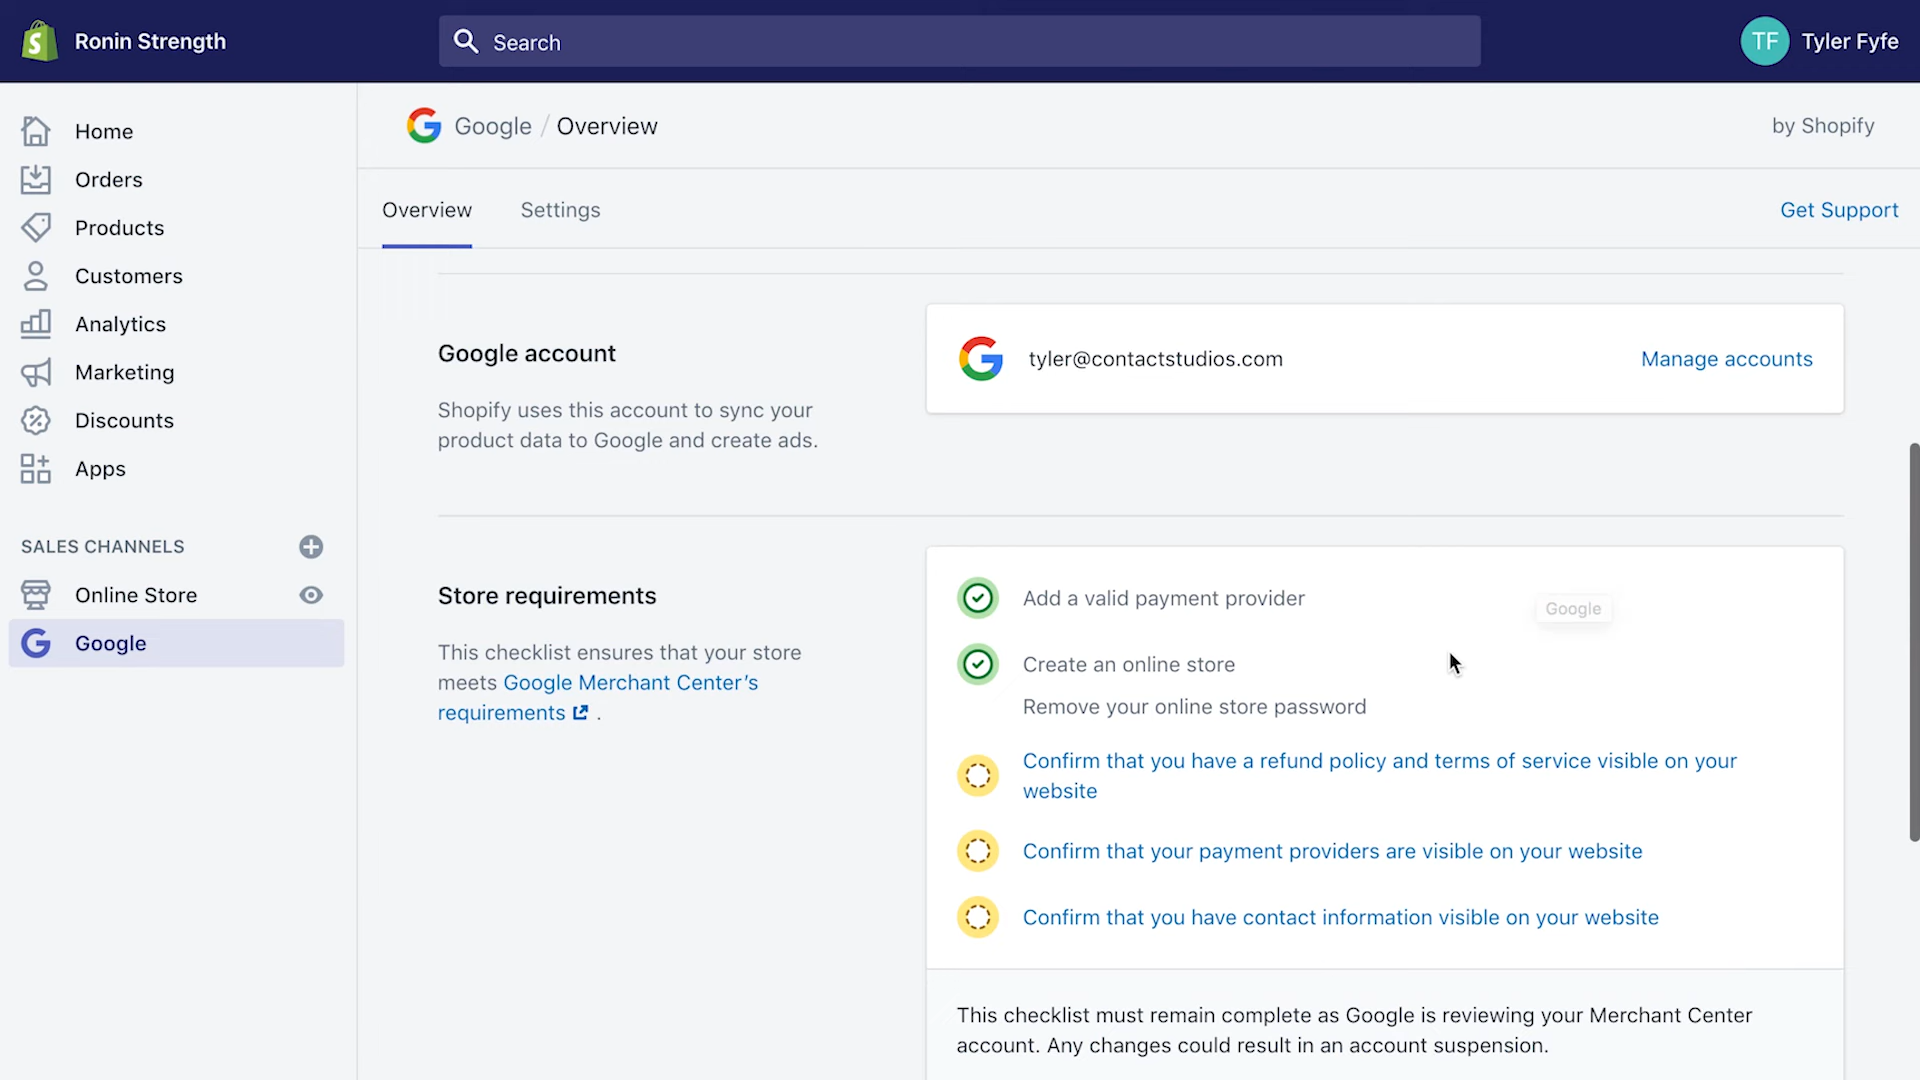 Ronin Strength
Search
TF
Tyler Fyfe
Home
Orders
Products
Customers
Analytics
Marketing
Discountsts
Apps
SALES CHANNELS
Online Store
Google
Google / Overview
by Shopify
Overview
Settings
Get Support
Google account
Shopify uses this account to sync your
product data to Google and create ads.
tyler@contactstudios.com
Manage accounts
Store requirements
This checklist ensures that your store
meets Google Merchant Center's
requirements .
Add a valid payment provider
Google
Create an online store
Remove your online store password
Confirm that you have a refund policy and terms of service visible on your
website
Confirm that your payment providers are visible on your website
Confirm that you have contact information visible on your website
This checklist must remain complete as Google is reviewing your Merchant Center
account. Any changes could result in an account suspension.